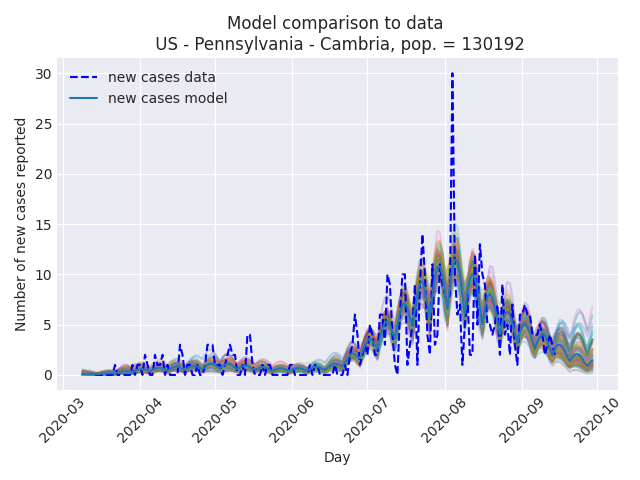 Model comparison to data
US - Pennsylvania - Cambria, pop. = 130192
new cases data
new cases model
Number of new cases reported
30
25
20
15
10
5
0
2020-03
2020-04
2020-05
2020-06
2020-07
2020-08
2020-09
2020-10
Day